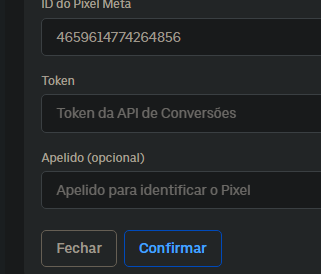 ID do Pixel Meta
4659614774264856
Token
Token da API de Conversões
Apelido (opcional)
Apelido para identificar o Pixel
Fechar
Confirmar